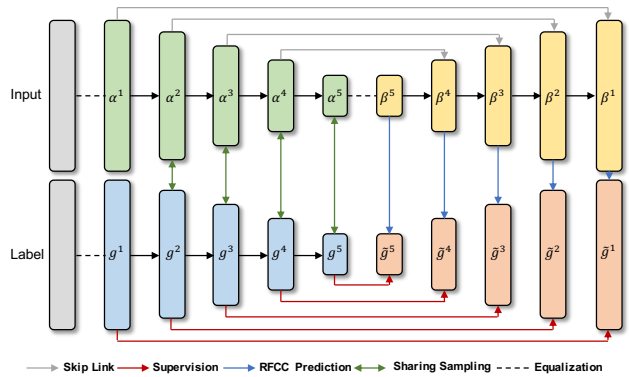 Input
α¹ α² α³ α⁴ α⁵ β⁵ β⁴ β³ β² β¹
Label
g¹ g² g³ g⁴ g⁵ g̃⁵ g̃⁴ g̃³ g̃² g̃¹
Skip Link Supervision RFCC Prediction Sharing Sampling Equalization